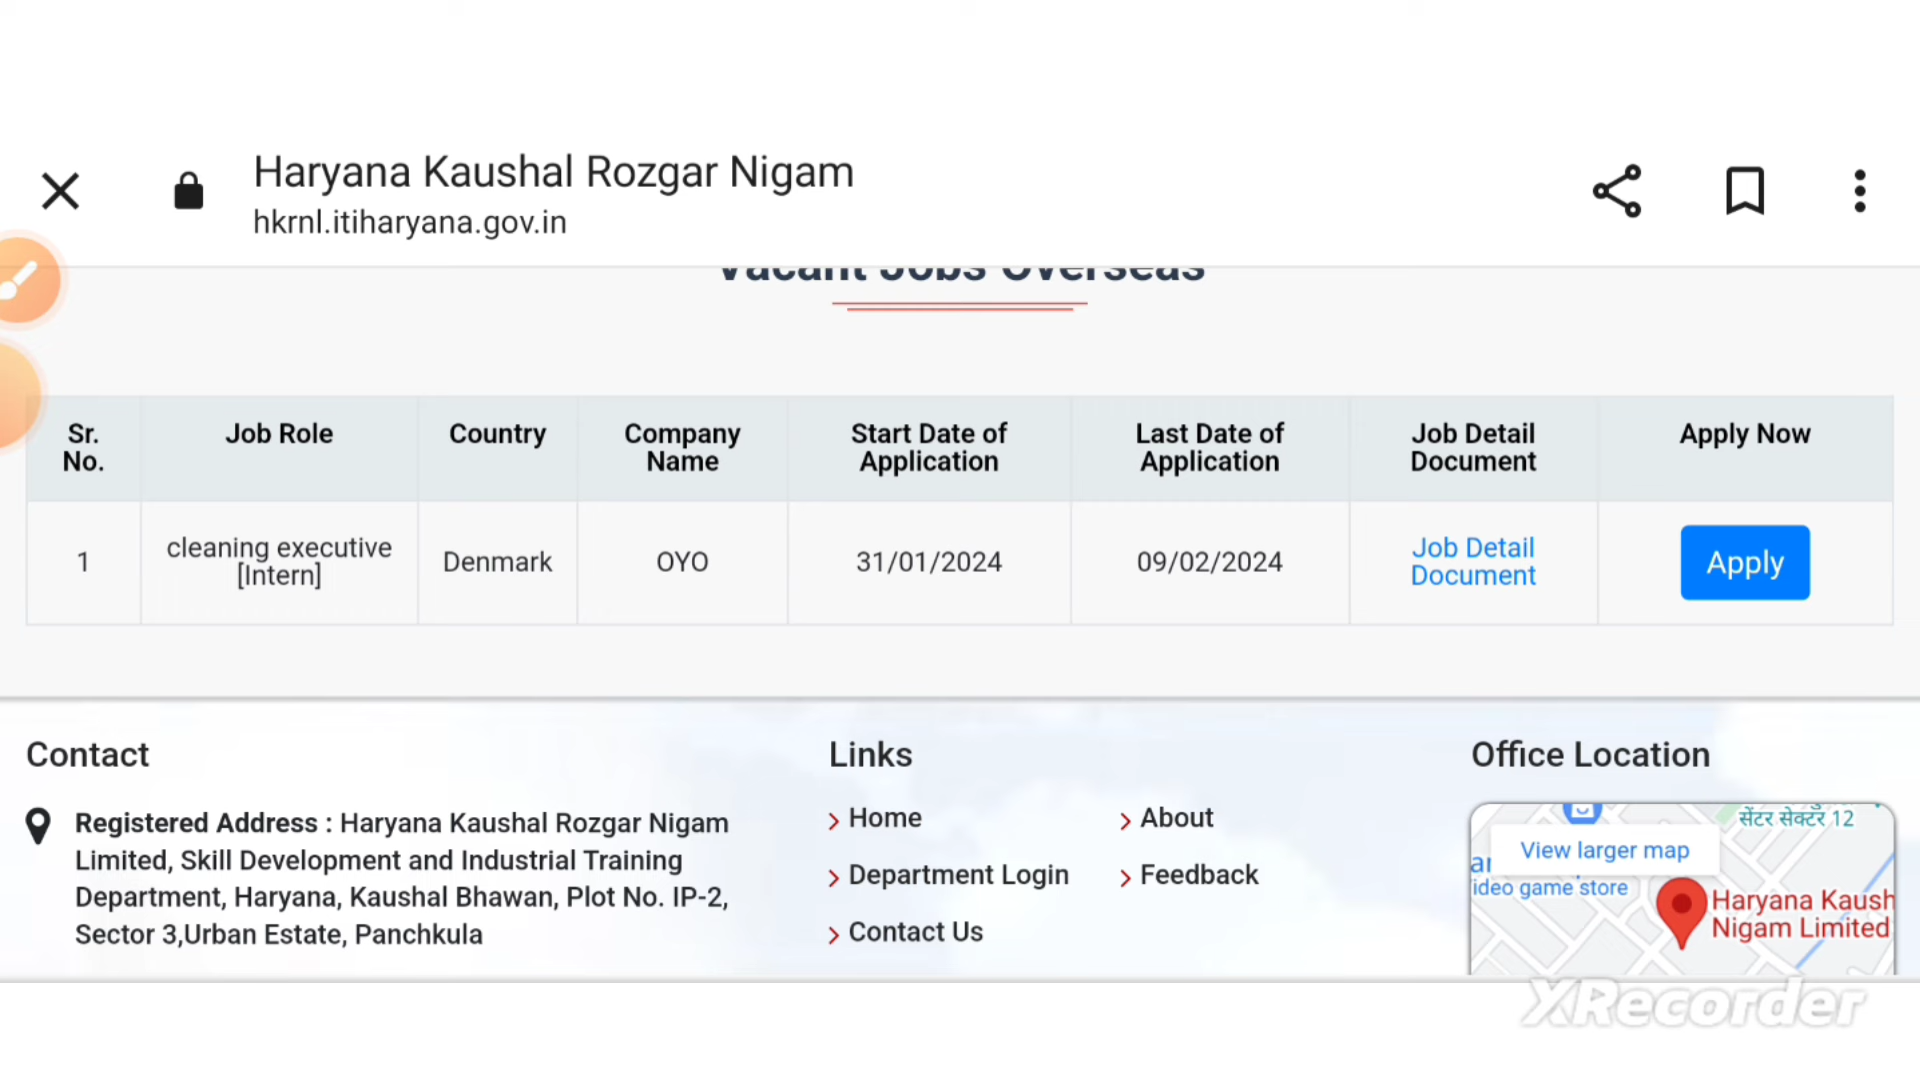 Haryana Kaushal Rozgar Nigam
hkrnl.itiharyana.gov.in
Vacant Jobs Overseas
Sr. No. Job Role Country Company Name Start Date of Application Last Date of Application Job Detail Document Apply Now
1 cleaning executive [Intern] Denmark OYO 31/01/2024 09/02/2024 Job Detail Document Apply
Contact
Registered Address : Haryana Kaushal Rozgar Nigam
Limited, Skill Development and Industrial Training
Department, Haryana, Kaushal Bhawan, Plot No. IP-2,
Sector 3,Urban Estate, Panchkula
Links
Home
About
Department Login
Feedback
Contact Us
Office Location
सेंटर सेक्टर 12
View larger map
ideo game store
Haryana Kaush
Nigam Limited
XRecorder